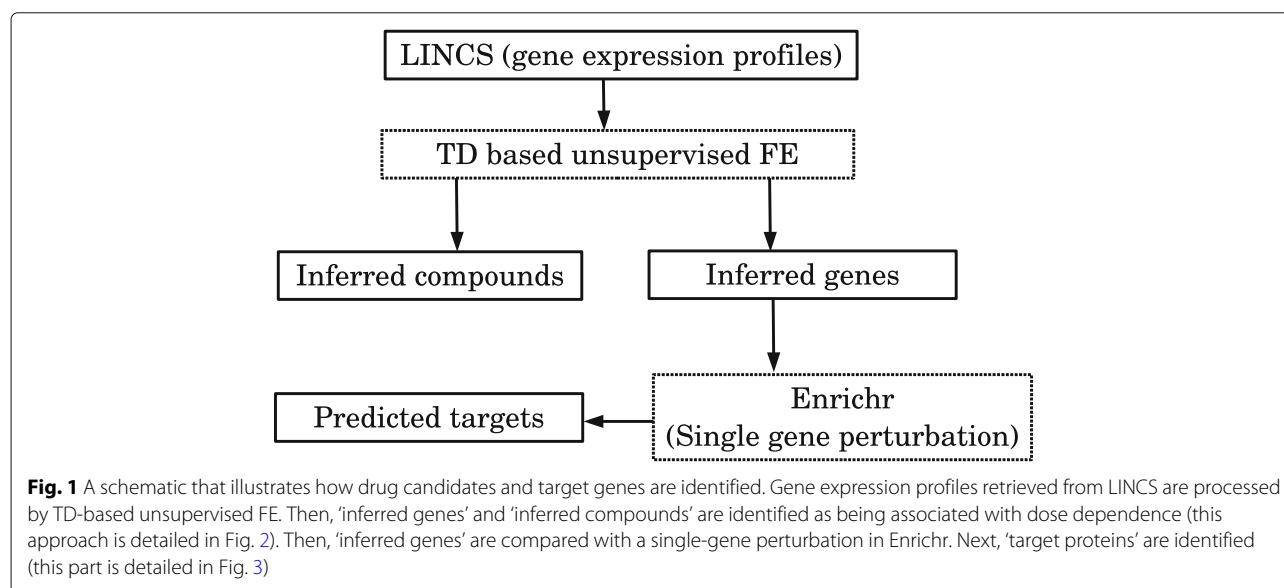 LINCS (gene expression profiles)
TD based unsupervised FE
Inferred compounds
Inferred genes
Predicted targets
Enrichr
(Single gene perturbation)
Fig. 1 A schematic that illustrates how drug candidates and target genes are identified. Gene expression profiles retrieved from LINCS are processed
by TD-based unsupervised FE. Then, ‘inferred genes’ and ‘inferred compounds’ are identified as being associated with dose dependence (this
approach is detailed in Fig. 2). Then, ‘inferred genes’ are compared with a single-gene perturbation in Enrichr. Next, ‘target proteins’ are identified
(this part is detailed in Fig. 3)